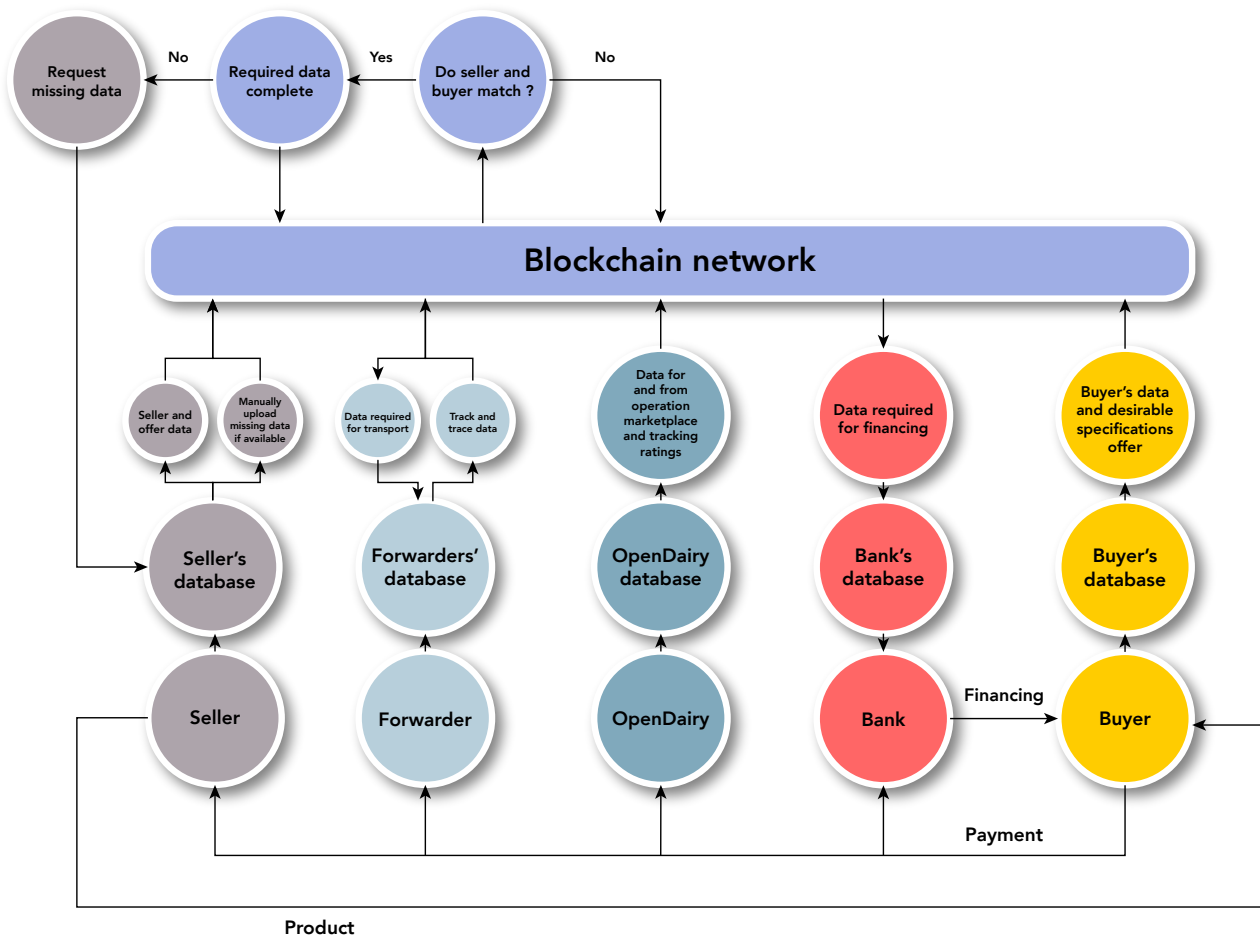 No
Yes
No
Request
missing data
Required data
complete
Do seller and
buyer match ?
Blockchain network
Seller and
offer data
Manually
upload
missing data
if available
Data required
for transport
Track and
trace data
Data for
and from
operation
marketplace
and tracking
ratings
Data required
for financing
Buyer's data
and desirable
specifications
offer
Seller's
database
Forwarders'
database
OpenDairy
database
Bank's
database
Buyer's
database
Seller
Forwarder
OpenDairy
Bank
Financing
Buyer
Payment
Product